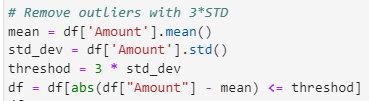 # Remove outliers with 3*STD
mean = df['Amount'].mean()
std_dev = df['Amount'].std()
threshod = 3 * std_dev
df = df[abs(df["Amount"] - mean) <= threshod]